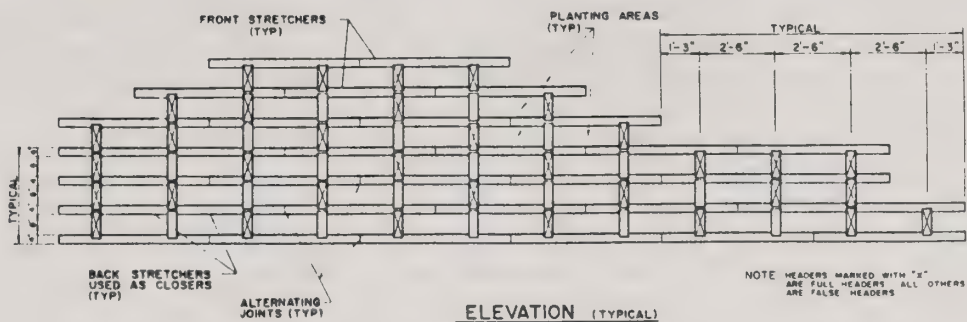 FRONT STRETCHERS
(TYP)
PLANTING AREAS
(TYP)
TYPICAL
1'-3" 2'-6" 2'-6" 2'-6" 1'-3"
TYPICAL
BACK STRETCHERS
USED AS CLOSERS
(TYP)
ALTERNATING
JOINTS (TYP)
ELEVATION (TYPICAL)
NOTE HEADERS MARKED WITH "X"
ARE FULL HEADERS ALL OTHERS
ARE FALSE HEADERS